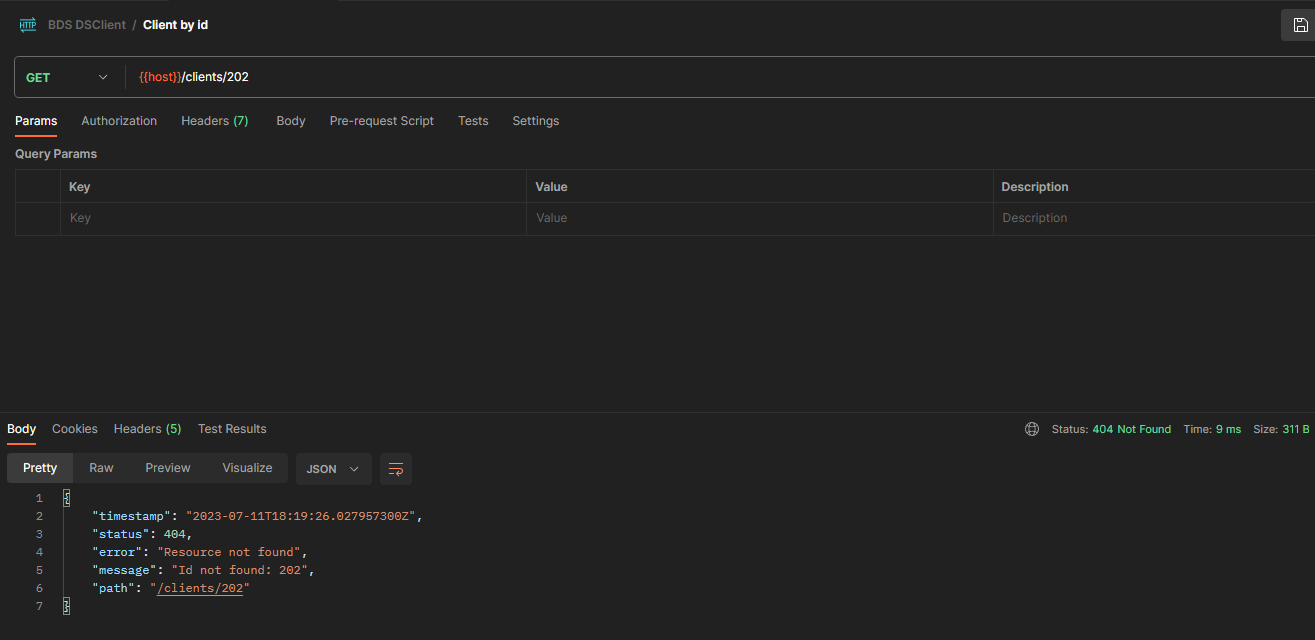 HTTP BDS DSClient / Client by id
GET {{host}}/clients/202
Params Authorization Headers (7) Body Pre-request Script Tests Settings
Query Params
Key Value Description
Key Value Description
Body Cookies Headers (5) Test Results Status: 404 Not Found Time: 9 ms Size: 311 B
Pretty Raw Preview Visualize JSON
1 {
2 "timestamp": "2023-07-11T18:19:26.027957300Z",
3 "status": 404,
4 "error": "Resource not found",
5 "message": "Id not found: 202",
6 "path": "/clients/202"
7 }